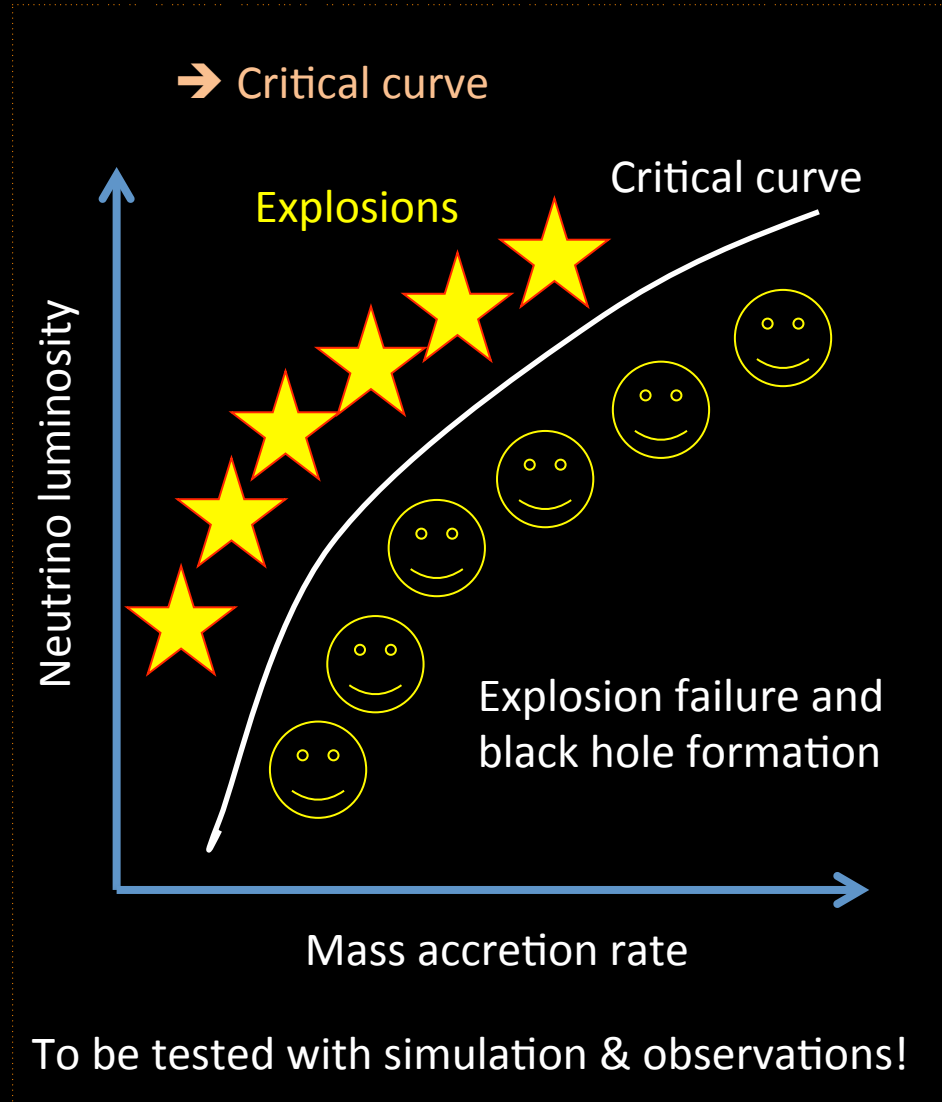 ➔ Critical curve
Critical curve
Explosions
Neutrino luminosity
Explosion failure and
black hole formation
Mass accretion rate
To be tested with simulation & observations!